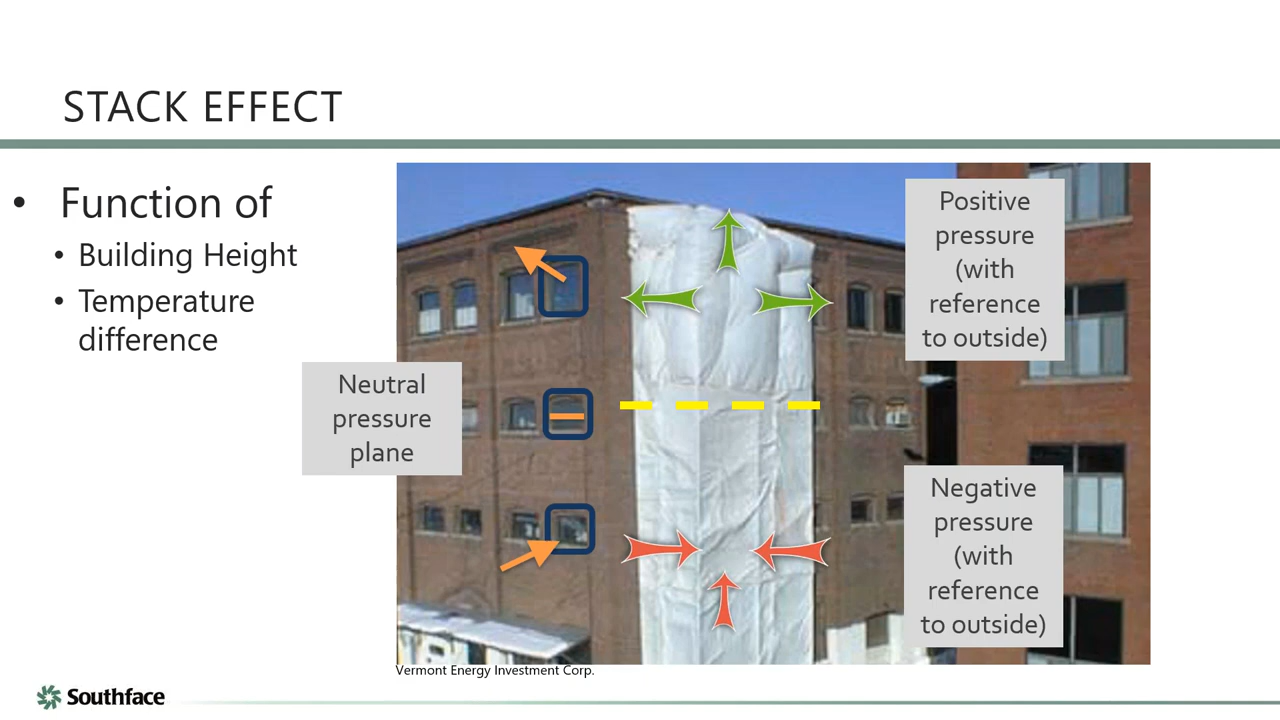 STACK EFFECT
• Function of
• Building Height
• Temperature
difference
Neutral
pressure
plane
Positive
pressure
(with
reference
to outside)
Negative
pressure
(with
reference
to outside)
Vermont Energy Investment Corp.
Southface